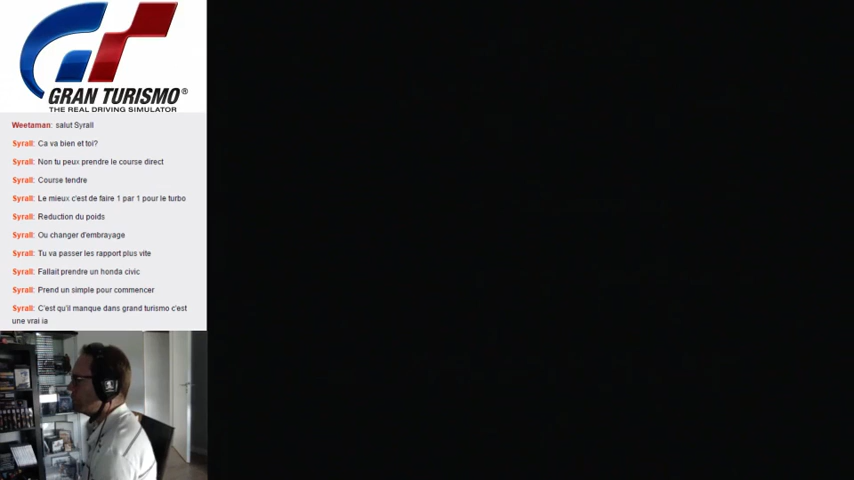 GRAN TURISMO®
THE REAL DRIVING SIMULATOR
Weetaman: salut Syrall
Syrall: Ca va bien et toi?
Syrall: Non tu peux prendre le course direct
Syrall: Course tendre
Syrall: Le mieux c'est de faire 1 par 1 pour le turbo
Syrall: Reduction du poids
Syrall: Ou changer d'embrayage
Syrall: Tu va passer les rapport plus vite
Syrall: Fallait prendre un honda civic
Syrall: Prend un simple pour commencer
Syrall: C'est qu'il manque dans grand turismo c'est
une vrai ia